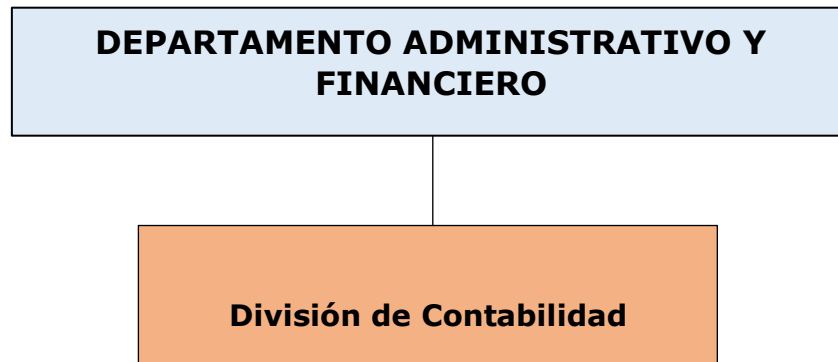 DEPARTAMENTO ADMINISTRATIVO Y
FINANCIERO
División de Contabilidad